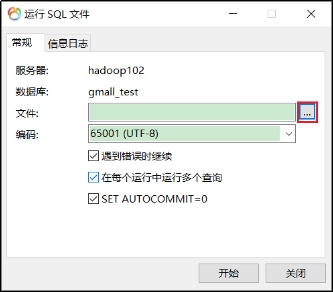 运行 SQL 文件
常规 信息日志
服务器: hadoop102
数据库: gmall_test
文件: ...
编码: 65001 (UTF-8)
遇到错误时继续
在每个运行中运行多个查询
SET AUTOCOMMIT=0
开始 关闭